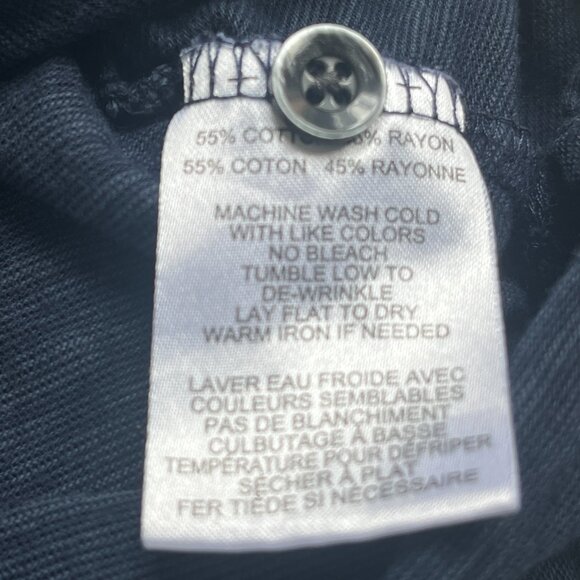 55% COTTON RAYON
55% COTON 45% RAYONNE
MACHINE WASH COLD
WITH LIKE COLORS
NO BLEACH
TUMBLE LOW TO
DE-WRINKLE
LAY FLAT TO DRY
WARM IRON IF NEEDED
LAVER EAU FROIDE AVEC
COULEURS SEMBLABLES
PAS DE BLANCHIMENT
CULBUTAGE À BASSE
TEMPÉRATURE POUR DÉFRIPER
SÉCHER À PLAT
FER TIÈDE SI NÉCESSAIRE